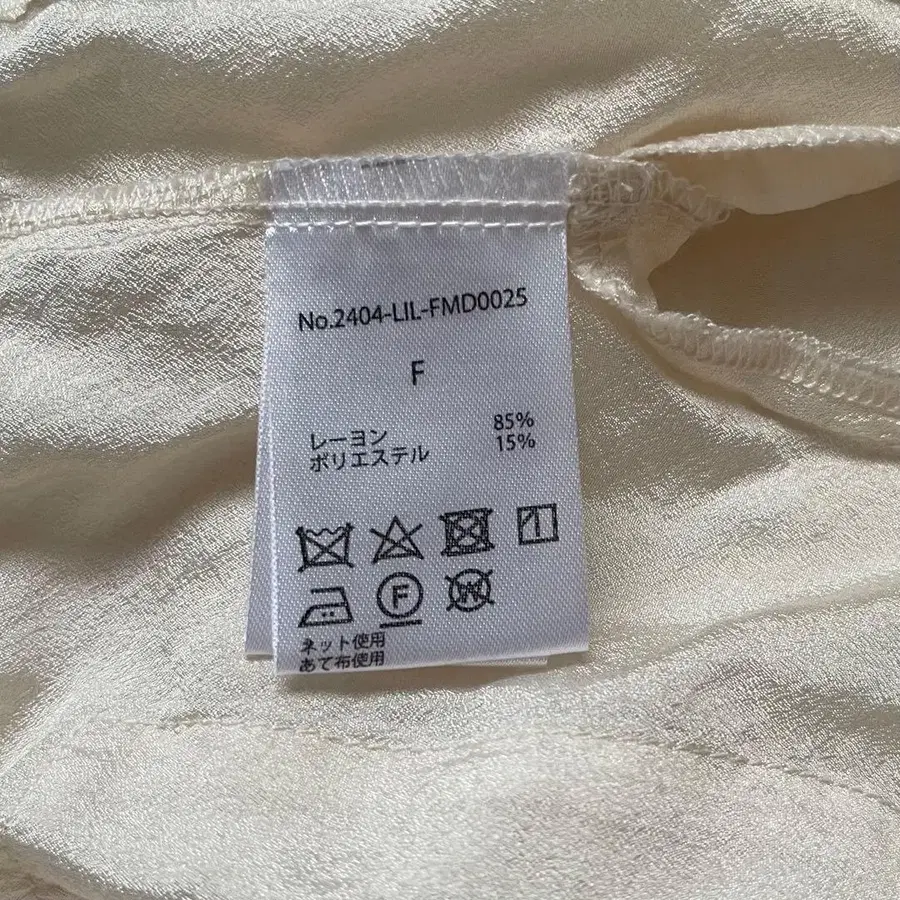 No.2404-LIL-FMD0025
F
レーヨン 85%
ポリエステル 15%
F
W
ネット使用
あて布使用